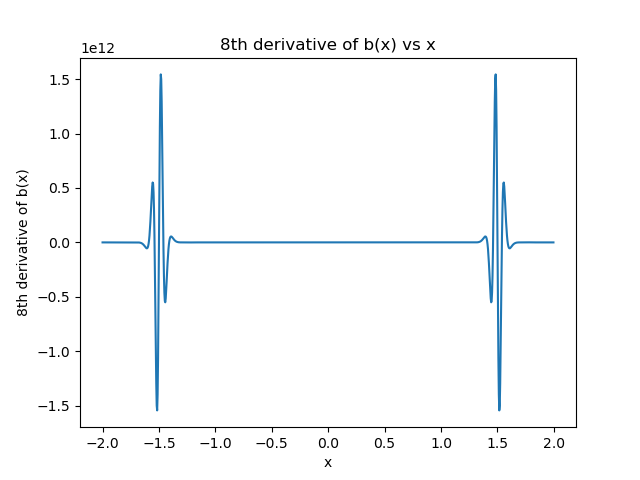 8th derivative of b(x) vs x
1e12
1.5
1.0
0.5
0.0
−0.5
−1.0
−1.5
8th derivative of b(x)
−2.0 −1.5 −1.0 −0.5 0.0 0.5 1.0 1.5 2.0
x